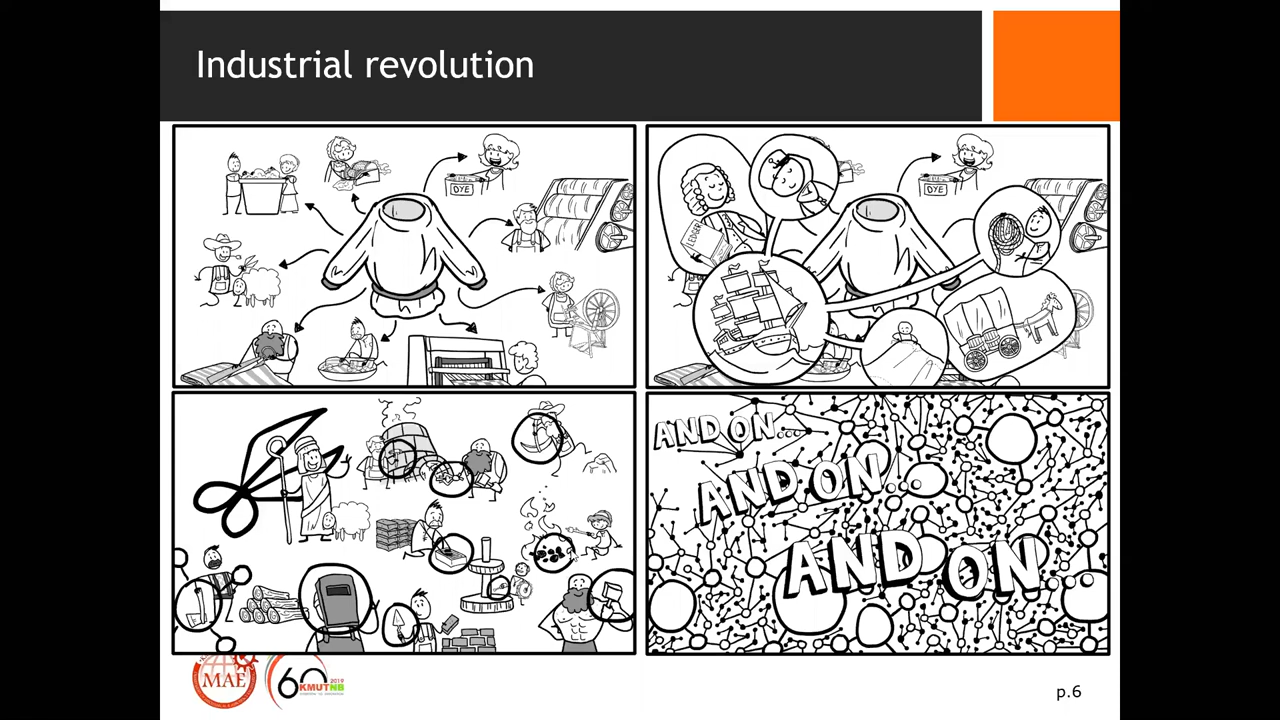 Industrial revolution
DYE
DYE
LEDGER
AND ON...
AND ON..
AND ON
MAE
60
2019
KMUTNB
p.6